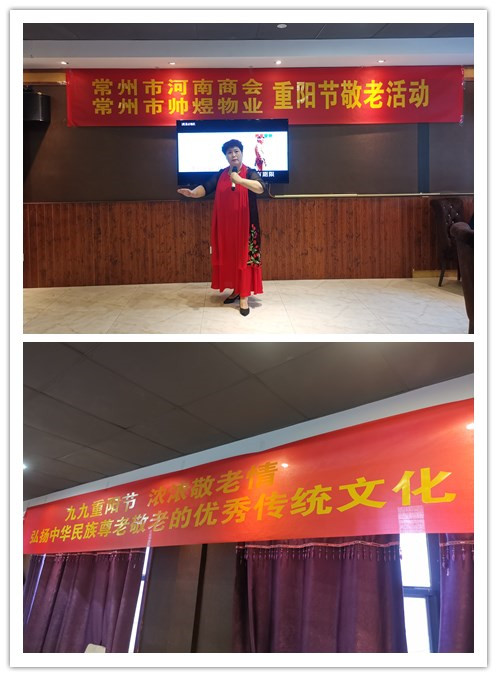 常州市河南商会
常州市帅煜物业 重阳节敬老活动
九九重阳节 浓浓敬老情
弘扬中华民族尊老敬老的优秀传统文化